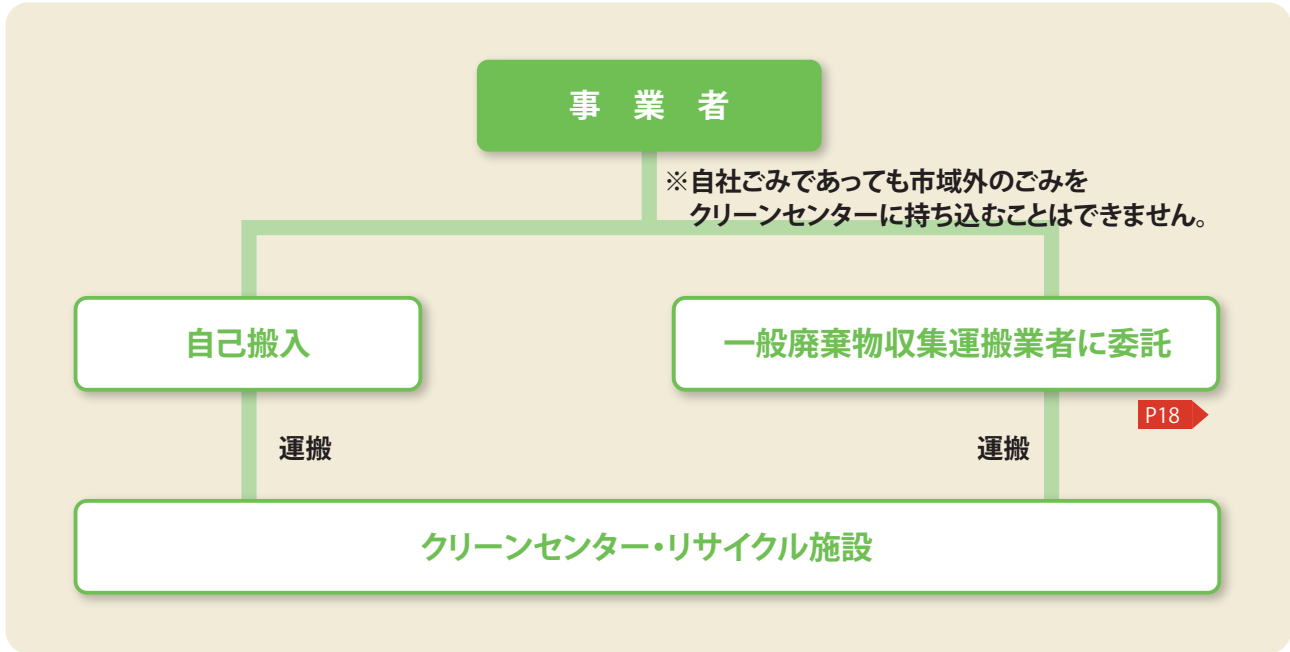 事業者
※自社ごみであっても市域外のごみを
クリーンセンターに持ち込むことはできません。
自己搬入
一般廃棄物収集運搬業者に委託
P18
運搬
運搬
クリーンセンター・リサイクル施設